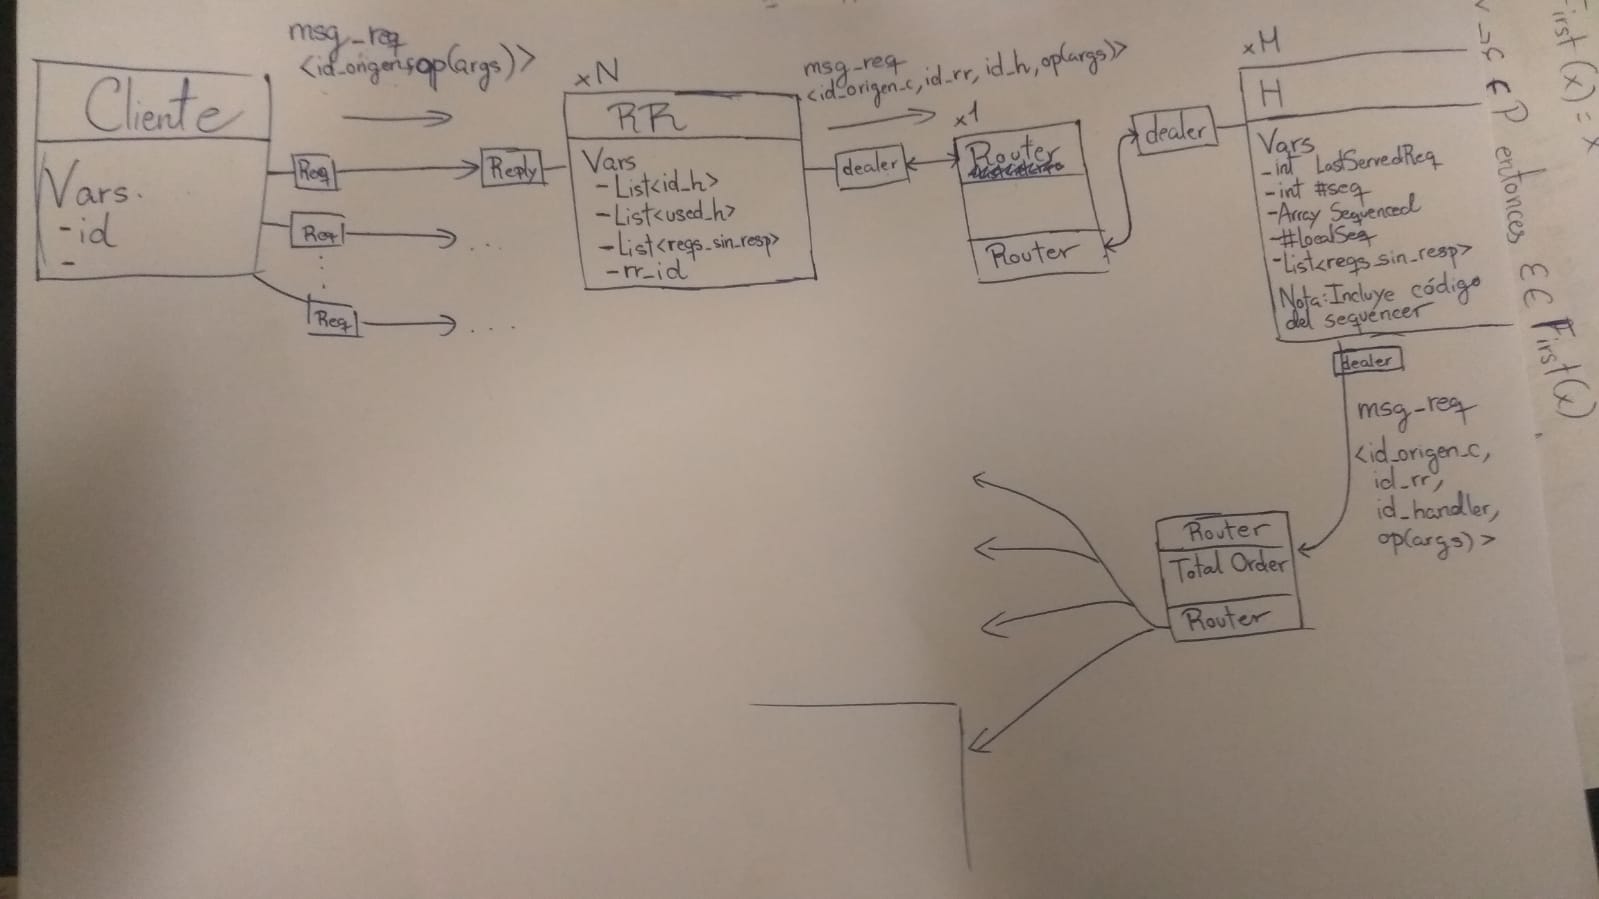 msg_req
<id_origen, op(args)>
Cliente
Vars.
-id
-
Req
Req
Req
...
...
Reply
xN
RR
Vars
-List<id_h>
-List<used_h>
-List<reqs_sin_resp>
-rr_id
msg_req
<id_origen_c, id_rr, id_h, op(args)>
dealer
x1
Router
Router
dealer
xM
H
Vars
-int LastServedReq
-int #seq
-Array Sequenced
-#localSeq
-List<reqs_sin_resp>
Nota: Incluye código
del sequencer
dealer
msg_req
<id_origen_c,
id_rr,
id_handler,
op(args)>
Router
Total Order
Router
First(x) = x
∈ P entonces ε∈ First(x)